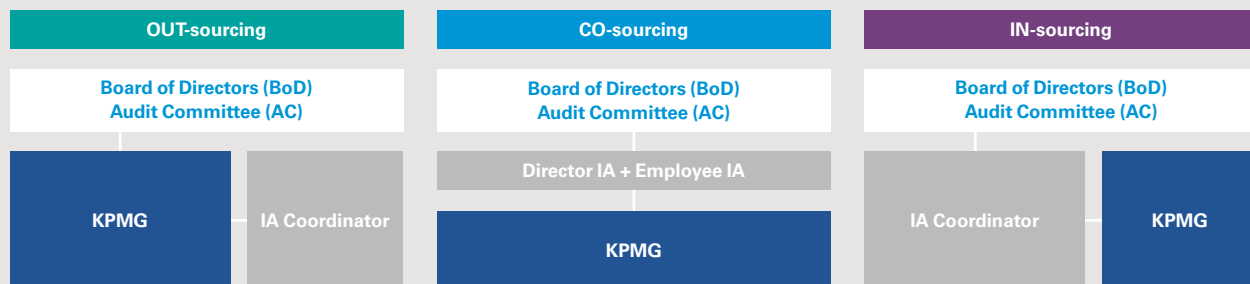 OUT-sourcing
Board of Directors (BoD)
Audit Committee (AC)
KPMG
IA Coordinator
CO-sourcing
Board of Directors (BoD)
Audit Committee (AC)
Director IA + Employee IA
KPMG
IN-sourcing
Board of Directors (BoD)
Audit Committee (AC)
IA Coordinator
KPMG